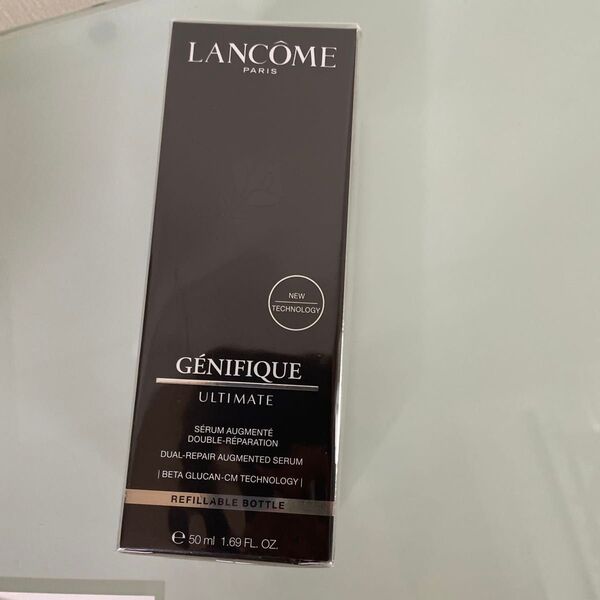 LANCÔME
PARIS
NEW
TECHNOLOGY
GÉNIFIQUE
ULTIMATE
SÉRUM AUGMENTÉ
DOUBLE-RÉPARATION
DUAL-REPAIR AUGMENTED SERUM
| BETA GLUCAN-CM TECHNOLOGY |
REFILLABLE BOTTLE
℮ 50 ml 1.69 FL. OZ.